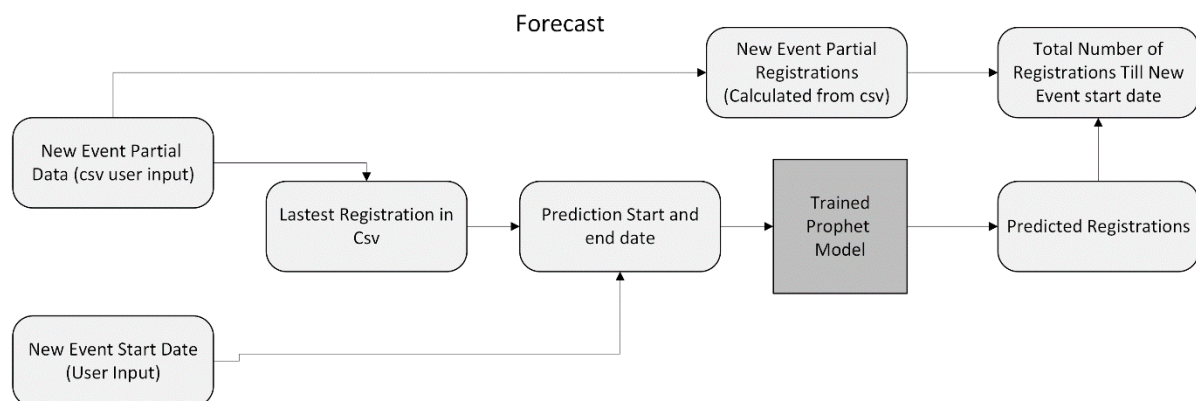 Forecast
New Event Partial
Registrations
(Calculated from csv)
Total Number of
Registrations Till New
Event start date
New Event Partial
Data (csv user input)
Lastest Registration in
Csv
Prediction Start and
end date
Trained
Prophet
Model
Predicted Registrations
New Event Start Date
(User Input)